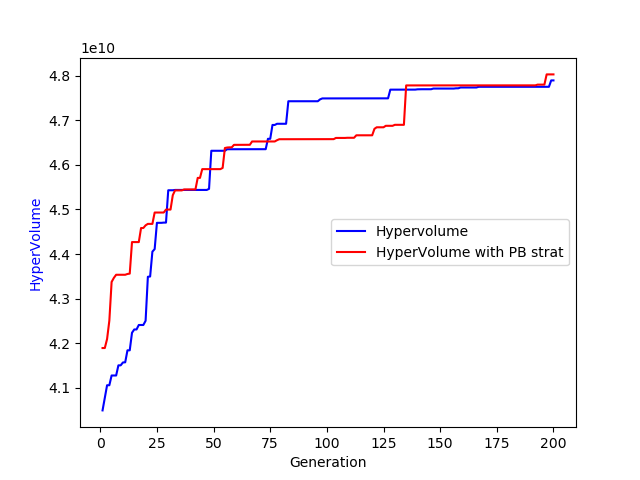 1e10
4.8
4.7
4.6
4.5
4.4
4.3
4.2
4.1
HyperVolume
Hypervolume
HyperVolume with PB strat
0 25 50 75 100 125 150 175 200
Generation